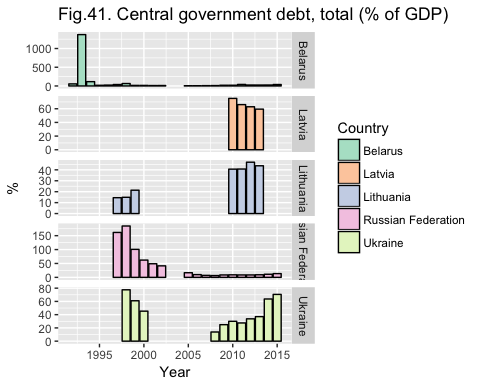 Fig.41. Central government debt, total (% of GDP)
1000
500
0
Belarus
60
40
20
0
Latvia
40
30
20
10
0
Lithuania
150
100
50
0
sian Federa
80
60
40
20
0
Ukraine
1995
2000
2005
2010
2015
Year
%
Country
Belarus
Latvia
Lithuania
Russian Federation
Ukraine